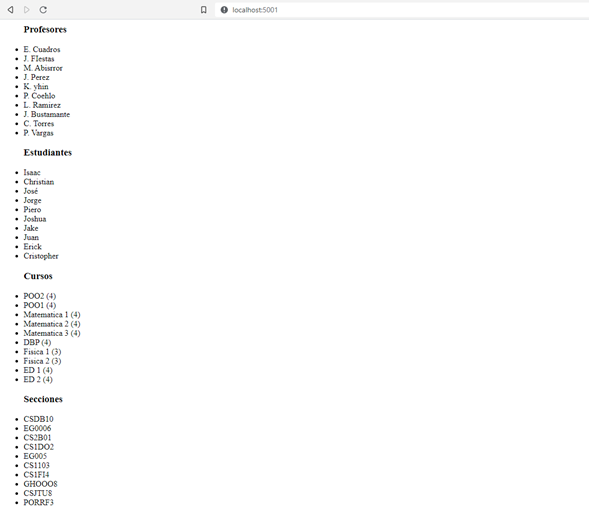 localhost:5001
Profesores
E. Cuadros
J. FIestas
M. Abisrror
J. Perez
K. yhin
P. Coehlo
L. Ramirez
J. Bustamante
C. Torres
P. Vargas
Estudiantes
Isaac
Christian
José
Jorge
Piero
Joshua
Jake
Juan
Erick
Cristopher
Cursos
POO2 (4)
POO1 (4)
Matematica 1 (4)
Matematica 2 (4)
Matematica 3 (4)
DBP (4)
Fisica 1 (3)
Fisica 2 (3)
ED 1 (4)
ED 2 (4)
Secciones
CSDB10
EG0006
CS2B01
CS1DO2
EG005
CS1103
CS1FI4
GHOOO8
CSJTU8
PORRF3